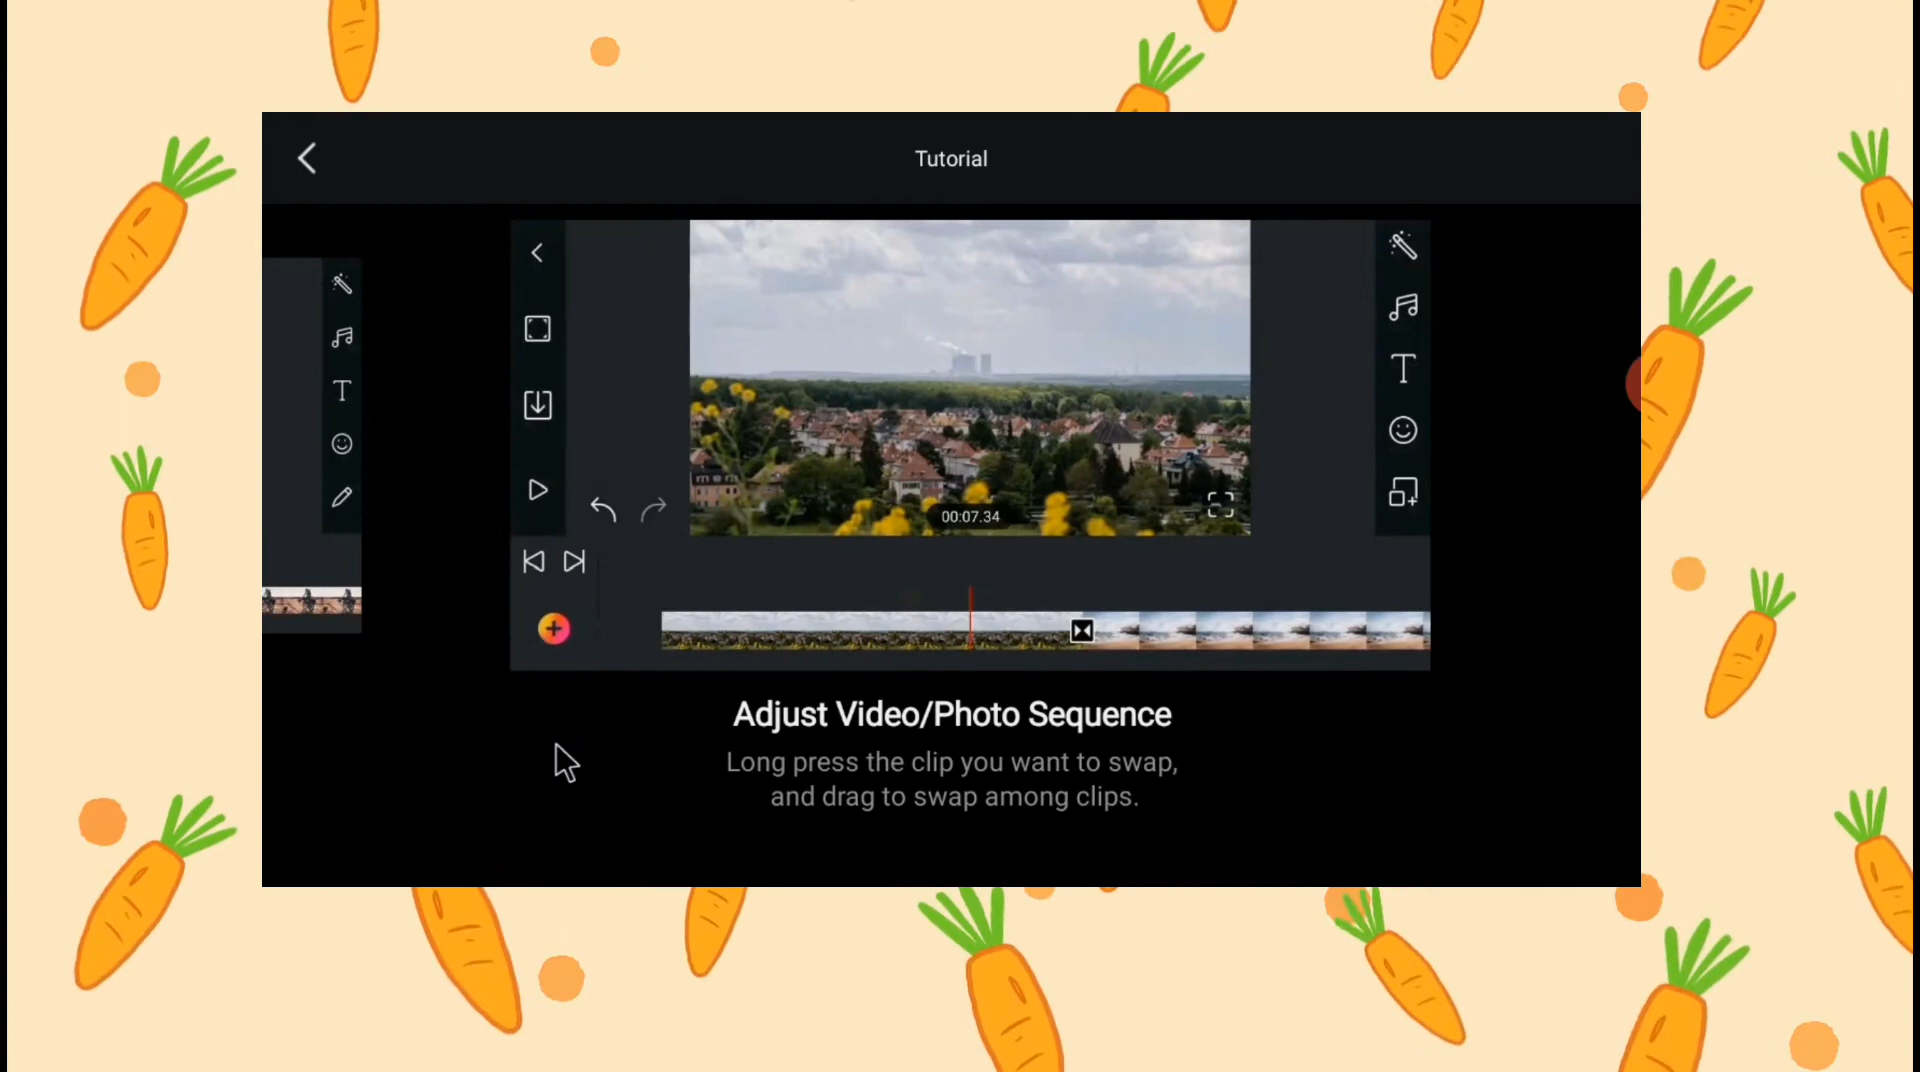 Tutorial
00:07.34
Adjust Video/Photo Sequence
Long press the clip you want to swap,
and drag to swap among clips.